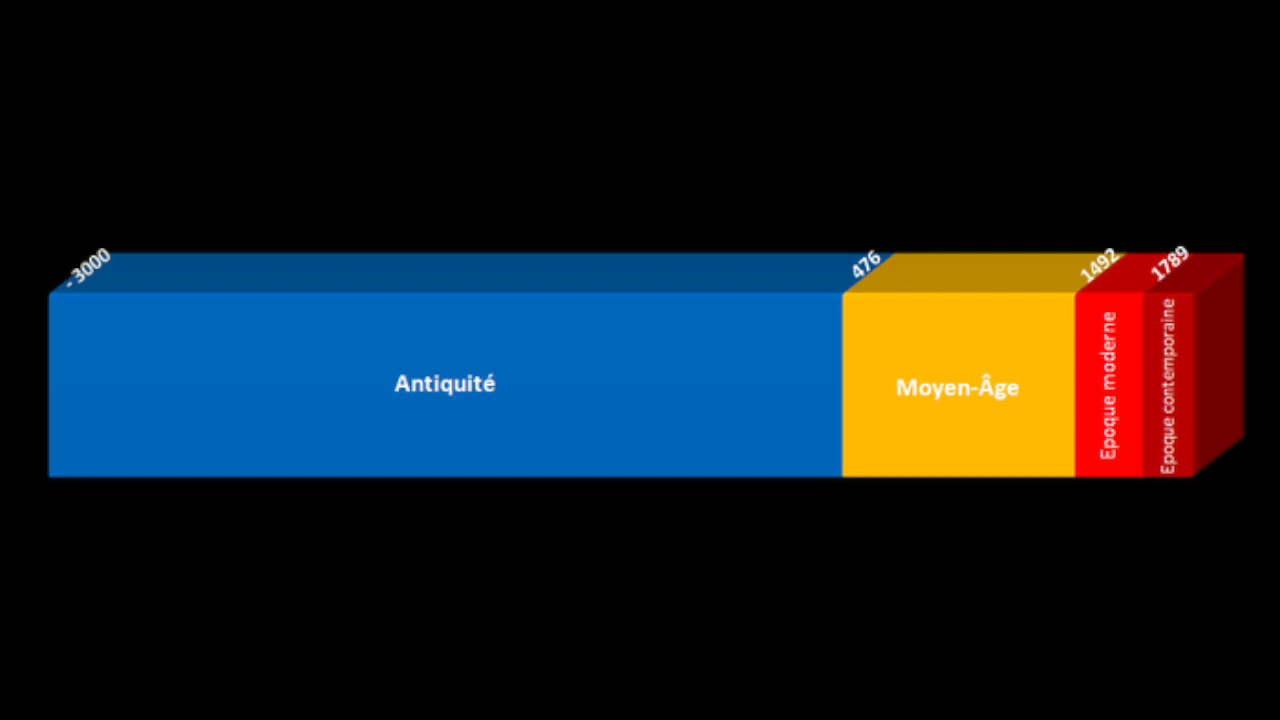 - 3000
476
1492
1789
Antiquité
Moyen-Âge
Epoque moderne
Epoque contemporaine